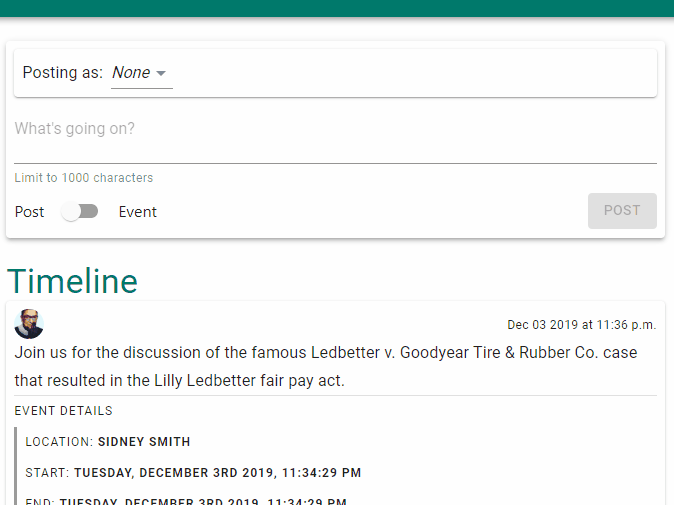 Posting as: None
What's going on?
Limit to 1000 characters
Post Event POST
Timeline
Dec 03 2019 at 11:36 p.m.
Join us for the discussion of the famous Ledbetter v. Goodyear Tire & Rubber Co. case
that resulted in the Lilly Ledbetter fair pay act.
EVENT DETAILS
LOCATION: SIDNEY SMITH
START: TUESDAY, DECEMBER 3RD 2019, 11:34:29 PM
END: TUESDAY, DECEMBER 3RD 2019, 11:34:29 PM